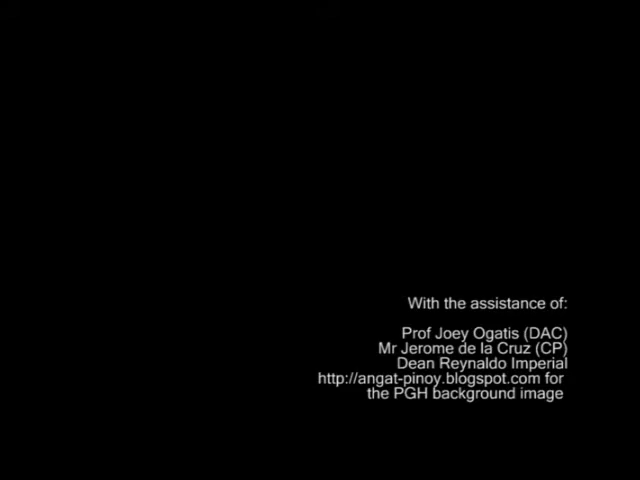 With the assistance of:
Prof Joey Ogatis (DAC)
Mr Jerome de la Cruz (CP)
Dean Reynaldo Imperial
http://angat-pinoy.blogspot.com for
the PGH background image